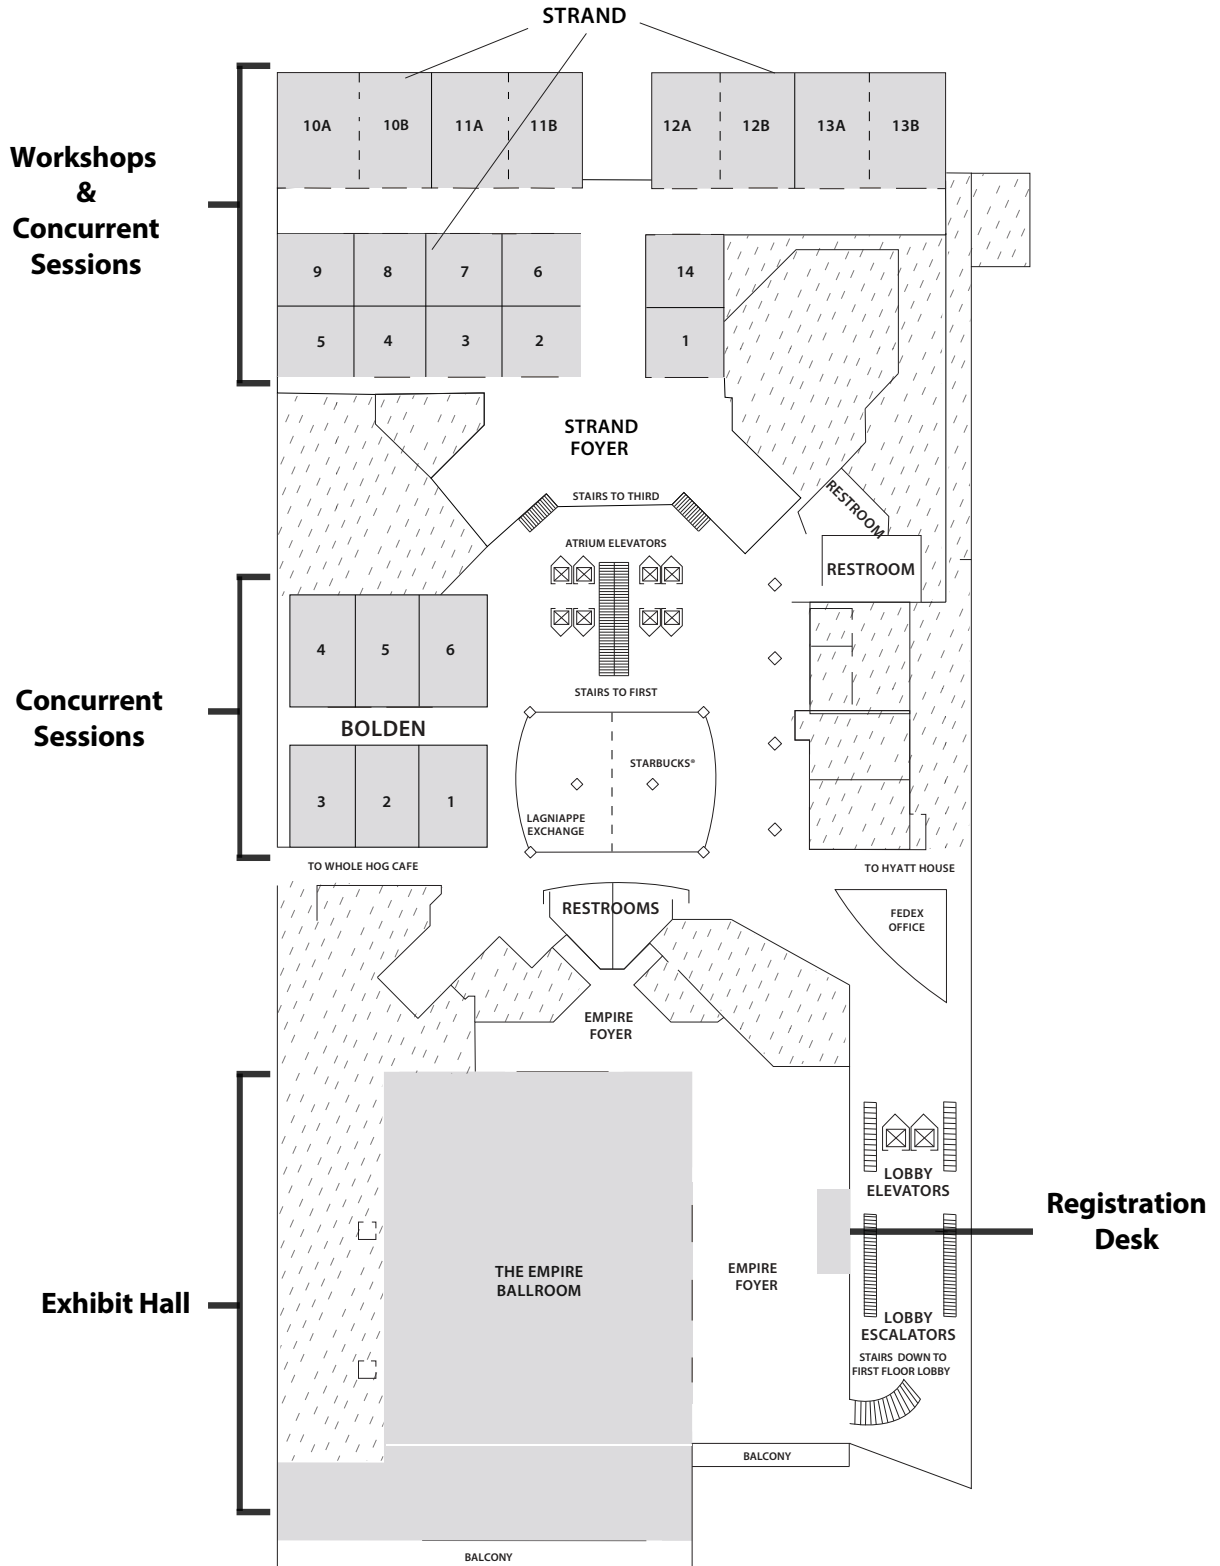 STRAND
10A
10B
11A
11B
12A
12B
13A
13B
Workshops
&
Concurrent
Sessions
9
8
7
6
14
5
4
3
2
1
STRAND
FOYER
STAIRS TO THIRD
RESTROOM
ATRIUM ELEVATORS
RESTROOM
4
5
6
STAIRS TO FIRST
Concurrent
Sessions
BOLDEN
STARBUCKS®
3
2
1
LAGNIAPPE
EXCHANGE
TO WHOLE HOG CAFE
TO HYATT HOUSE
RESTROOMS
FEDEX
OFFICE
EMPIRE
FOYER
LOBBY
ELEVATORS
Registration
Desk
THE EMPIRE
BALLROOM
EMPIRE
FOYER
Exhibit Hall
LOBBY
ESCALATORS
STAIRS DOWN TO
FIRST FLOOR LOBBY
BALCONY
BALCONY